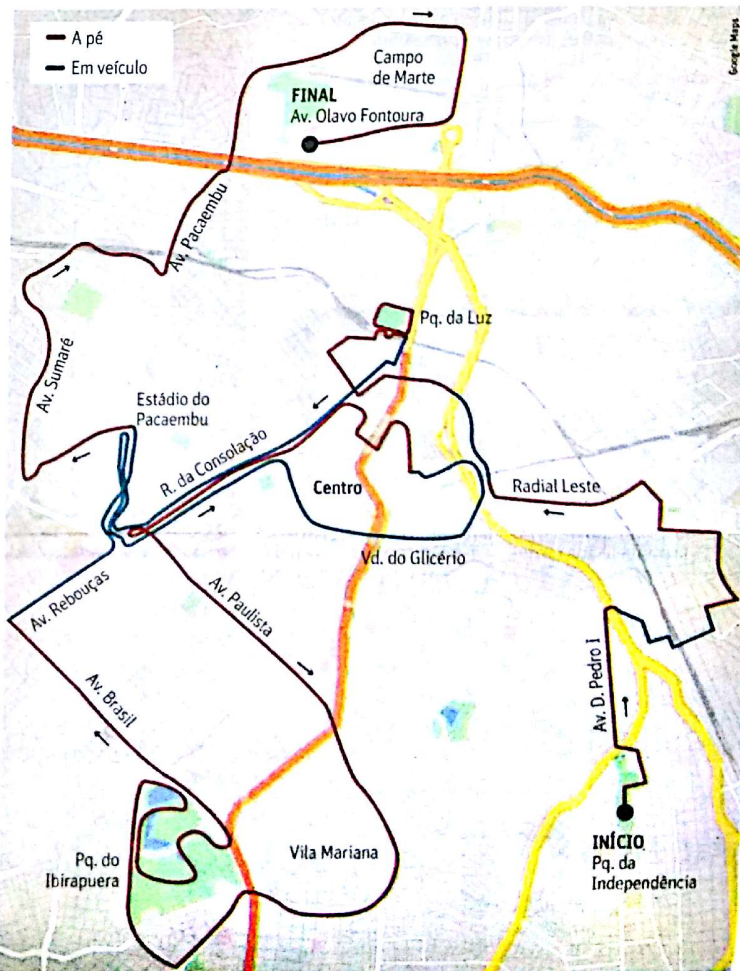 A pé
Em veículo
Google Maps
Campo
de Marte
FINAL
Av. Olavo Fontoura
Av. Pacaembu
Pq. da Luz
Av. Sumaré
Estádio do
Pacaembu
R. da Consolação
Centro
Radial Leste
Vd. do Glicério
Av. Rebouças
Av. Paulista
Av. D. Pedro I
Av. Brasil
Vila Mariana
Pq. do
Ibirapuera
INÍCIO
Pq. da
Independência